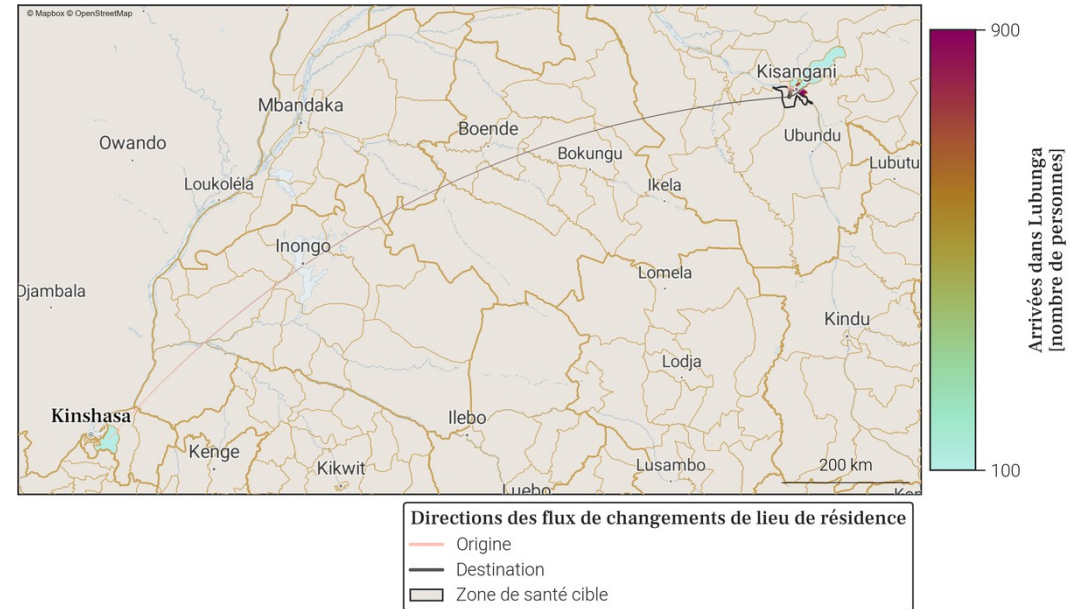 © Mapbox © OpenStreetMap
900
Kisangani
Mbandaka
Boende
Owando
Ubundu
Bokungu
Lubutu
Loukoléla
Ikela
Inongo
Lomela
Djambala
Kindu
Lodja
Kinshasa
Ilebo
Kenge
Kikwit
Lusambo
200 km
100
Luebo
Arrivées dans Lubunga
[nombre de personnes]
Directions des flux de changements de lieu de résidence
Origine
Destination
Zone de santé cible